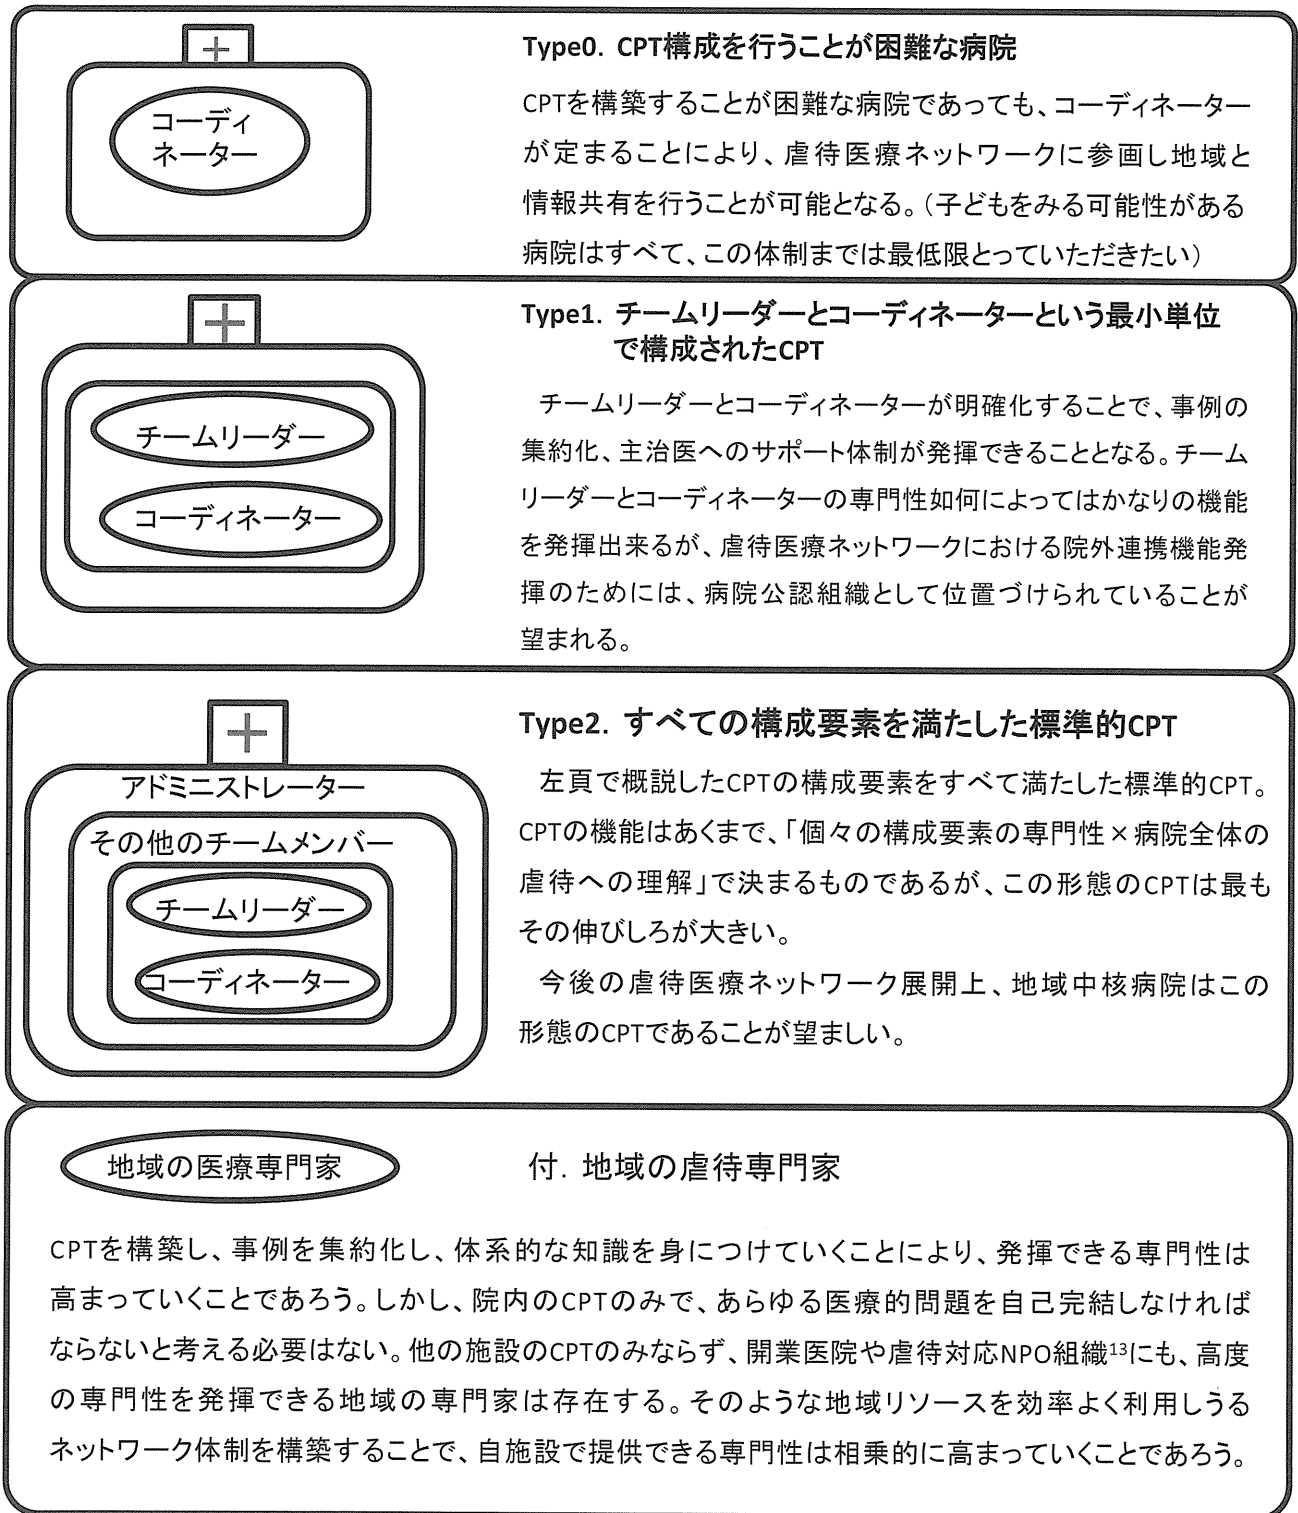 コーディ
ネーター
Type0. CPT構成を行うことが困難な病院
CPTを構築することが困難な病院であっても、コーディネーター
が定まることにより、虐待医療ネットワークに参画し地域と
情報共有を行うことが可能となる。（子どもをみる可能性がある
病院はすべて、この体制までは最低限とっていただきたい）
チームリーダー
コーディネーター
Type1. チームリーダーとコーディネーターという最小単位
で構成されたCPT
チームリーダーとコーディネーターが明確化することで、事例の
集約化、主治医へのサポート体制が発揮できることとなる。チーム
リーダーとコーディネーターの専門性如何によってはかなりの機能
を発揮出来るが、虐待医療ネットワークにおける院外連携機能発
揮のためには、病院公認組織として位置づけられていることが
望まれる。
アドミニストレーター
その他のチームメンバー
チームリーダー
コーディネーター
Type2. すべての構成要素を満たした標準的CPT
左頁で概説したCPTの構成要素をすべて満たした標準的CPT。
CPTの機能はあくまで、「個々の構成要素の専門性×病院全体の
虐待への理解」で決まるものであるが、この形態のCPTは最も
その伸びしろが大きい。
今後の虐待医療ネットワーク展開上、地域中核病院はこの
形態のCPTであることが望ましい。
地域の医療専門家
付. 地域の虐待専門家
CPTを構築し、事例を集約化し、体系的な知識を身につけていくことにより、発揮できる専門性は
高まっていくことであろう。しかし、院内のCPTのみで、あらゆる医療的問題を自己完結しなければ
ならないと考える必要はない。他の施設のCPTのみならず、開業医院や虐待対応NPO組織13にも、高度
の専門性を発揮できる地域の専門家は存在する。そのような地域リソースを効率よく利用しうる
ネットワーク体制を構築することで、自施設で提供できる専門性は相乗的に高まっていくことであろう。